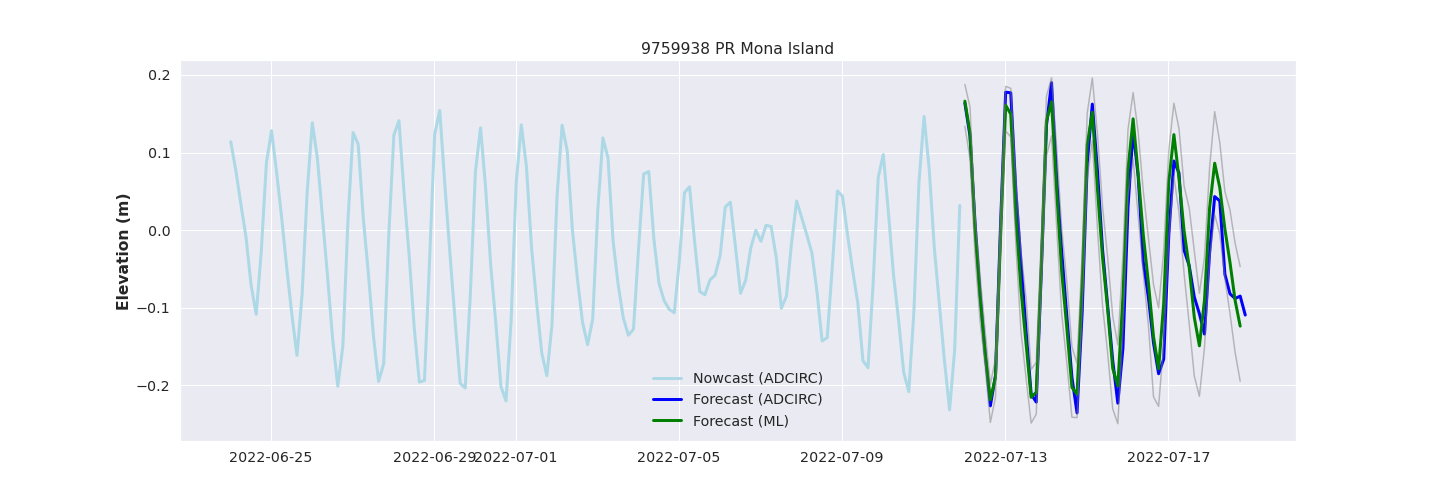 9759938 PR Mona Island
0.2
0.1
0.0
−0.1
−0.2
Elevation (m)
Nowcast (ADCIRC)
Forecast (ADCIRC)
Forecast (ML)
2022-06-25 2022-06-29 2022-07-01 2022-07-05 2022-07-09 2022-07-13 2022-07-17